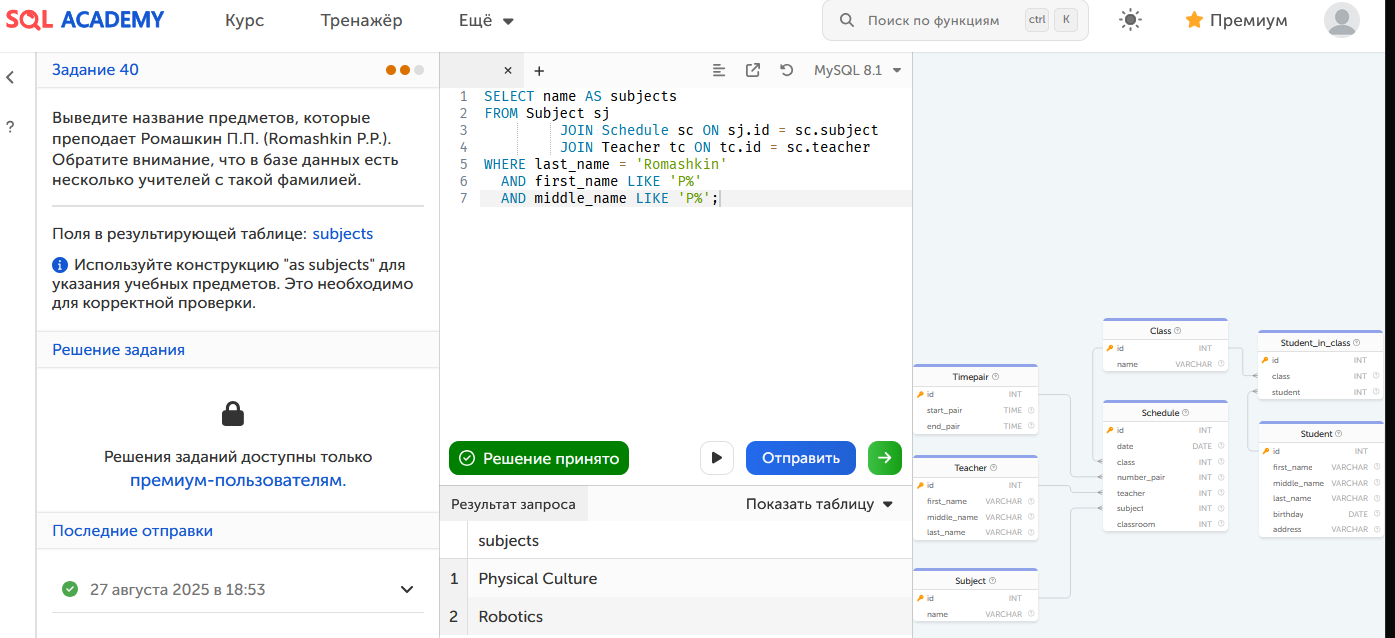 SQL ACADEMY
Курс
Тренажёр
Ещё
Поиск по функциям
ctrl
K
Премиум
Задание 40
Выведите название предметов, которые
преподает Ромашкин П.П. (Romashkin P.P.).
Обратите внимание, что в базе данных есть
несколько учителей с такой фамилией.
Поля в результирующей таблице: subjects
Используйте конструкцию "as subjects" для
указания учебных предметов. Это необходимо
для корректной проверки.
Решение задания
Решения заданий доступны только
премиум-пользователям.
Последние отправки
27 августа 2025 в 18:53
?
× +
MySQL 8.1
1 SELECT name AS subjects
2 FROM Subject sj
3 JOIN Schedule sc ON sj.id = sc.subject
4 JOIN Teacher tc ON tc.id = sc.teacher
5 WHERE last_name = 'Romashkin'
6 AND first_name LIKE 'P%'
7 AND middle_name LIKE 'P%';
Решение принято
Отправить
Результат запроса
Показать таблицу
subjects
1 Physical Culture
2 Robotics
Timepair
id INT
start_pair TIME
end_pair TIME
Teacher
id INT
first_name VARCHAR
middle_name VARCHAR
last_name VARCHAR
Subject
id INT
name VARCHAR
Class
id INT
name VARCHAR
Schedule
id INT
date DATE
class INT
number_pair INT
teacher INT
subject INT
classroom INT
Student_in_class
id INT
class INT
student INT
Student
id INT
first_name VARCHAR
middle_name VARCHAR
last_name VARCHAR
birthday DATE
address VARCHAR